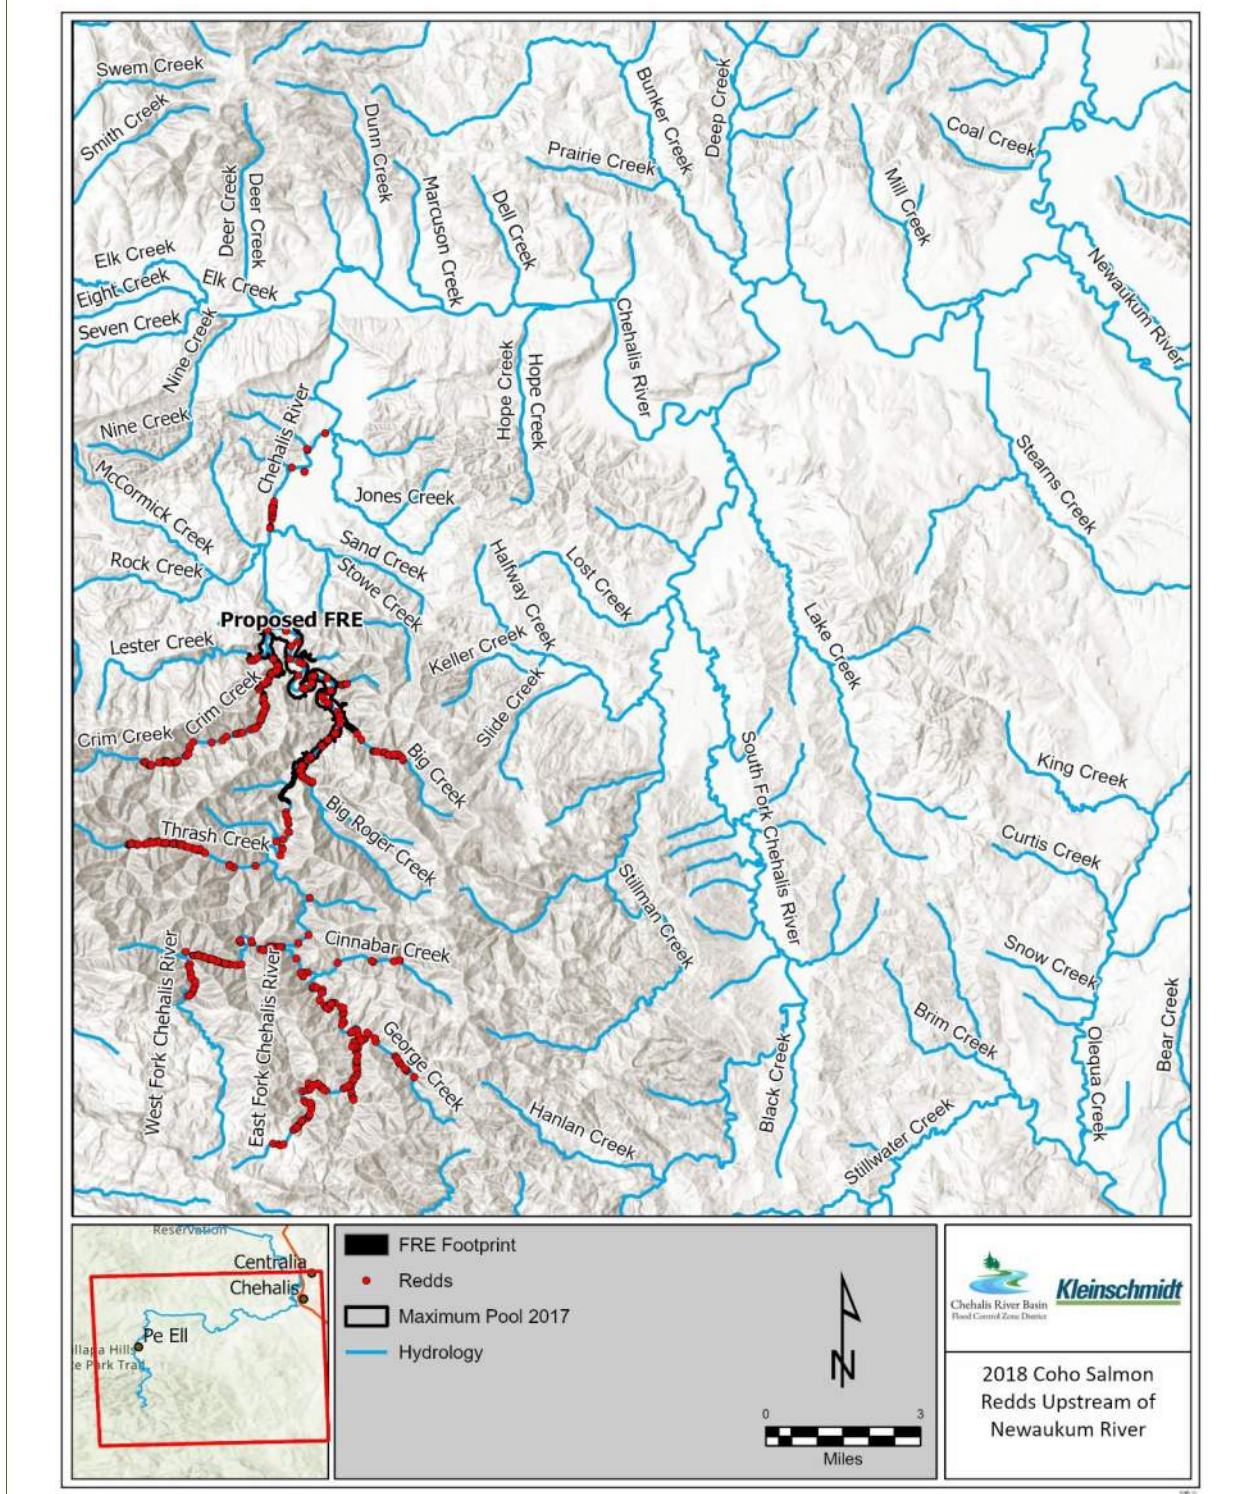 Swem Creek
Smith Creek
Deer Creek
Deer Creek
Dunn Creek
Marcuson Creek
Dell Creek
Prairie Creek
Bunker Creek
Deep Creek
Mill Creek
Coal Creek
Newaukum River
Elk Creek
Eight Creek
Elk Creek
Seven Creek
Nine Creek
Nine Creek
Chehalis River
Hope Creek
Hope Creek
Chehalis River
Stearns Creek
McCormick Creek
Jones Creek
Rock Creek
Sand Creek
Stowe Creek
Halfway Creek
Lost Creek
Lake Creek
Proposed FRE
Lester Creek
Keller Creek
Crim Creek
Crim Creek
Slide Creek
Big Creek
South Fork Chehalis River
King Creek
Thrash Creek
Big Roger Creek
Curtis Creek
Stillman Creek
Cinnabar Creek
Snow Creek
West Fork Chehalis River
East Fork Chehalis River
George Creek
Brim Creek
Bear Creek
Black Creek
Olequa Creek
Hanlan Creek
Stillwater Creek
Reservation
Centralia
Chehalis
Pe Ell
illapa Hills
te Park Trail
FRE Footprint
Redds
Maximum Pool 2017
Hydrology
N
0 3
Miles
Chehalis River Basin
Flood Control Zone District
Kleinschmidt
2018 Coho Salmon
Redds Upstream of
Newaukum River